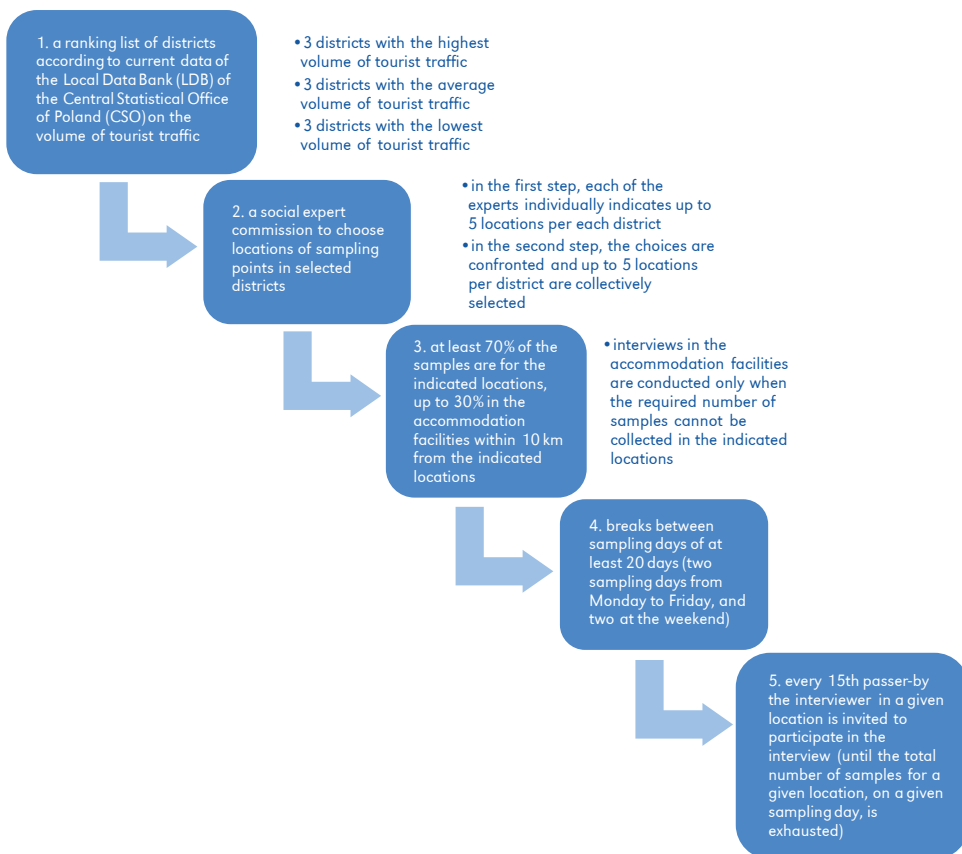 1. a ranking list of districts
according to current data of
the Local Data Bank (LDB) of
the Central Statistical Office
of Poland (CSO) on the
volume of tourist traffic
• 3 districts with the highest
volume of tourist traffic
• 3 districts with the average
volume of tourist traffic
• 3 districts with the lowest
volume of tourist traffic
2. a social expert
commission to choose
locations of sampling
points in selected
districts
• in the first step, each of the
experts individually indicates up to
5 locations per each district
• in the second step, the choices are
confronted and up to 5 locations
per district are collectively
selected
3. at least 70% of the
samples are for the
indicated locations,
up to 30% in the
accommodation
facilities within 10 km
from the indicated
locations
• interviews in the
accommodation facilities
are conducted only when
the required number of
samples cannot be
collected in the indicated
locations
4. breaks between
sampling days of at
least 20 days (two
sampling days from
Monday to Friday, and
two at the weekend)
5. every 15th passer-by
the interviewer in a given
location is invited to
participate in the
interview (until the total
number of samples for a
given location, on a given
sampling day, is
exhausted)